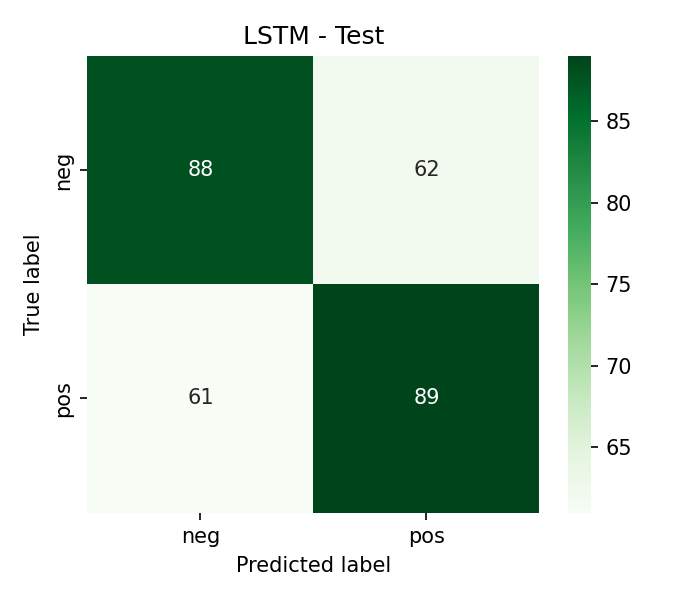 LSTM - Test
True label
neg
88
62
pos
61
89
neg
pos
Predicted label
85
80
75
70
65